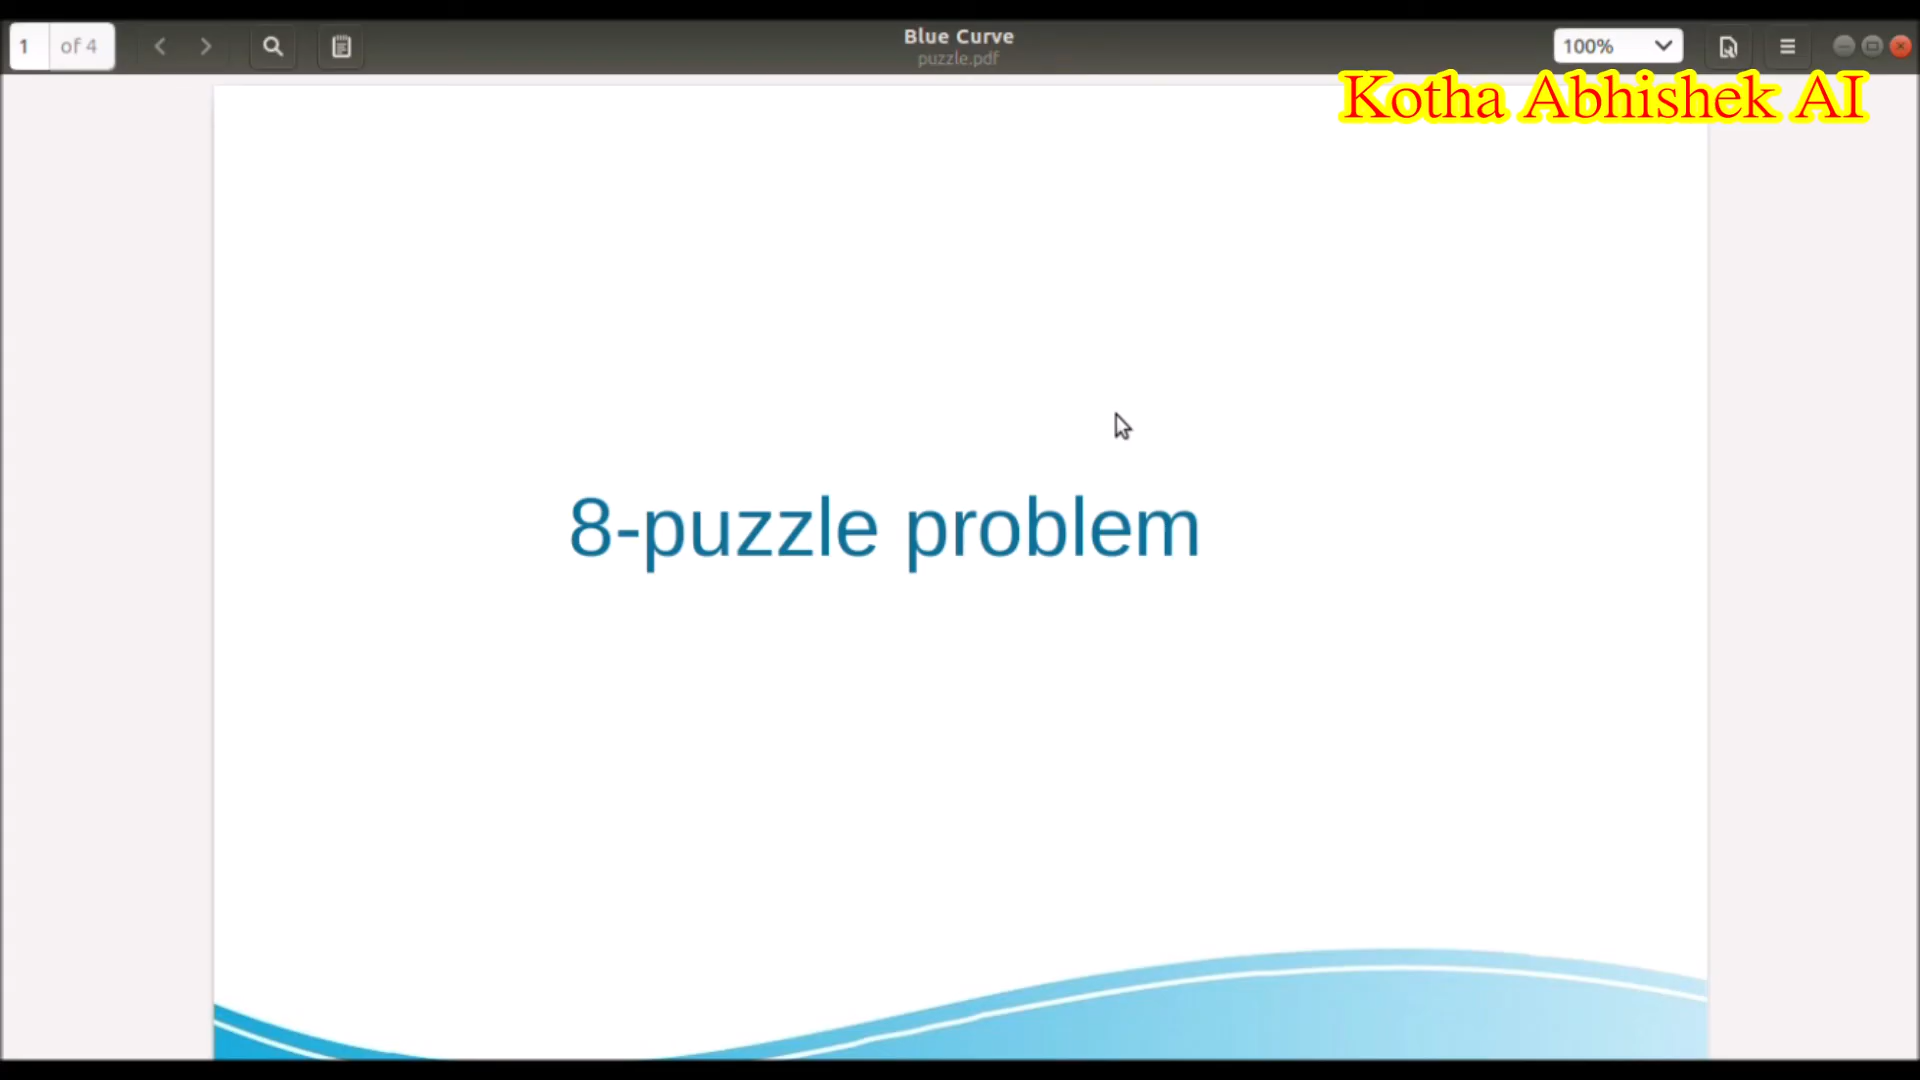 1 of 4
Blue Curve
puzzle.pdf
100%
Kotha Abhishek AI
8-puzzle problem